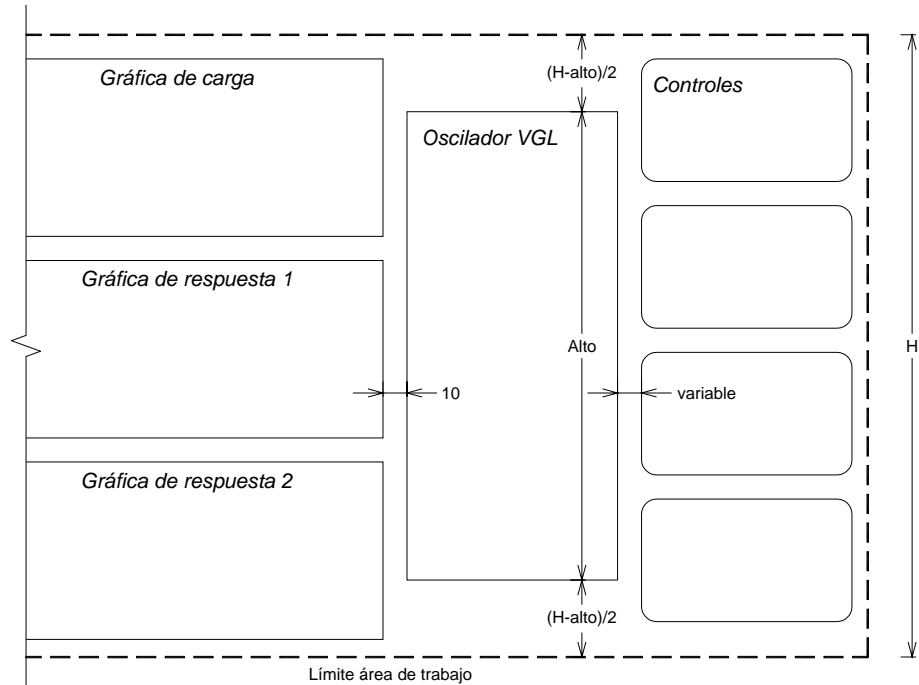 (H-alto)/2
Gráfica de carga
Controles
Oscilador VGL
Gráfica de respuesta 1
Alto
H
10
variable
Gráfica de respuesta 2
(H-alto)/2
Límite área de trabajo